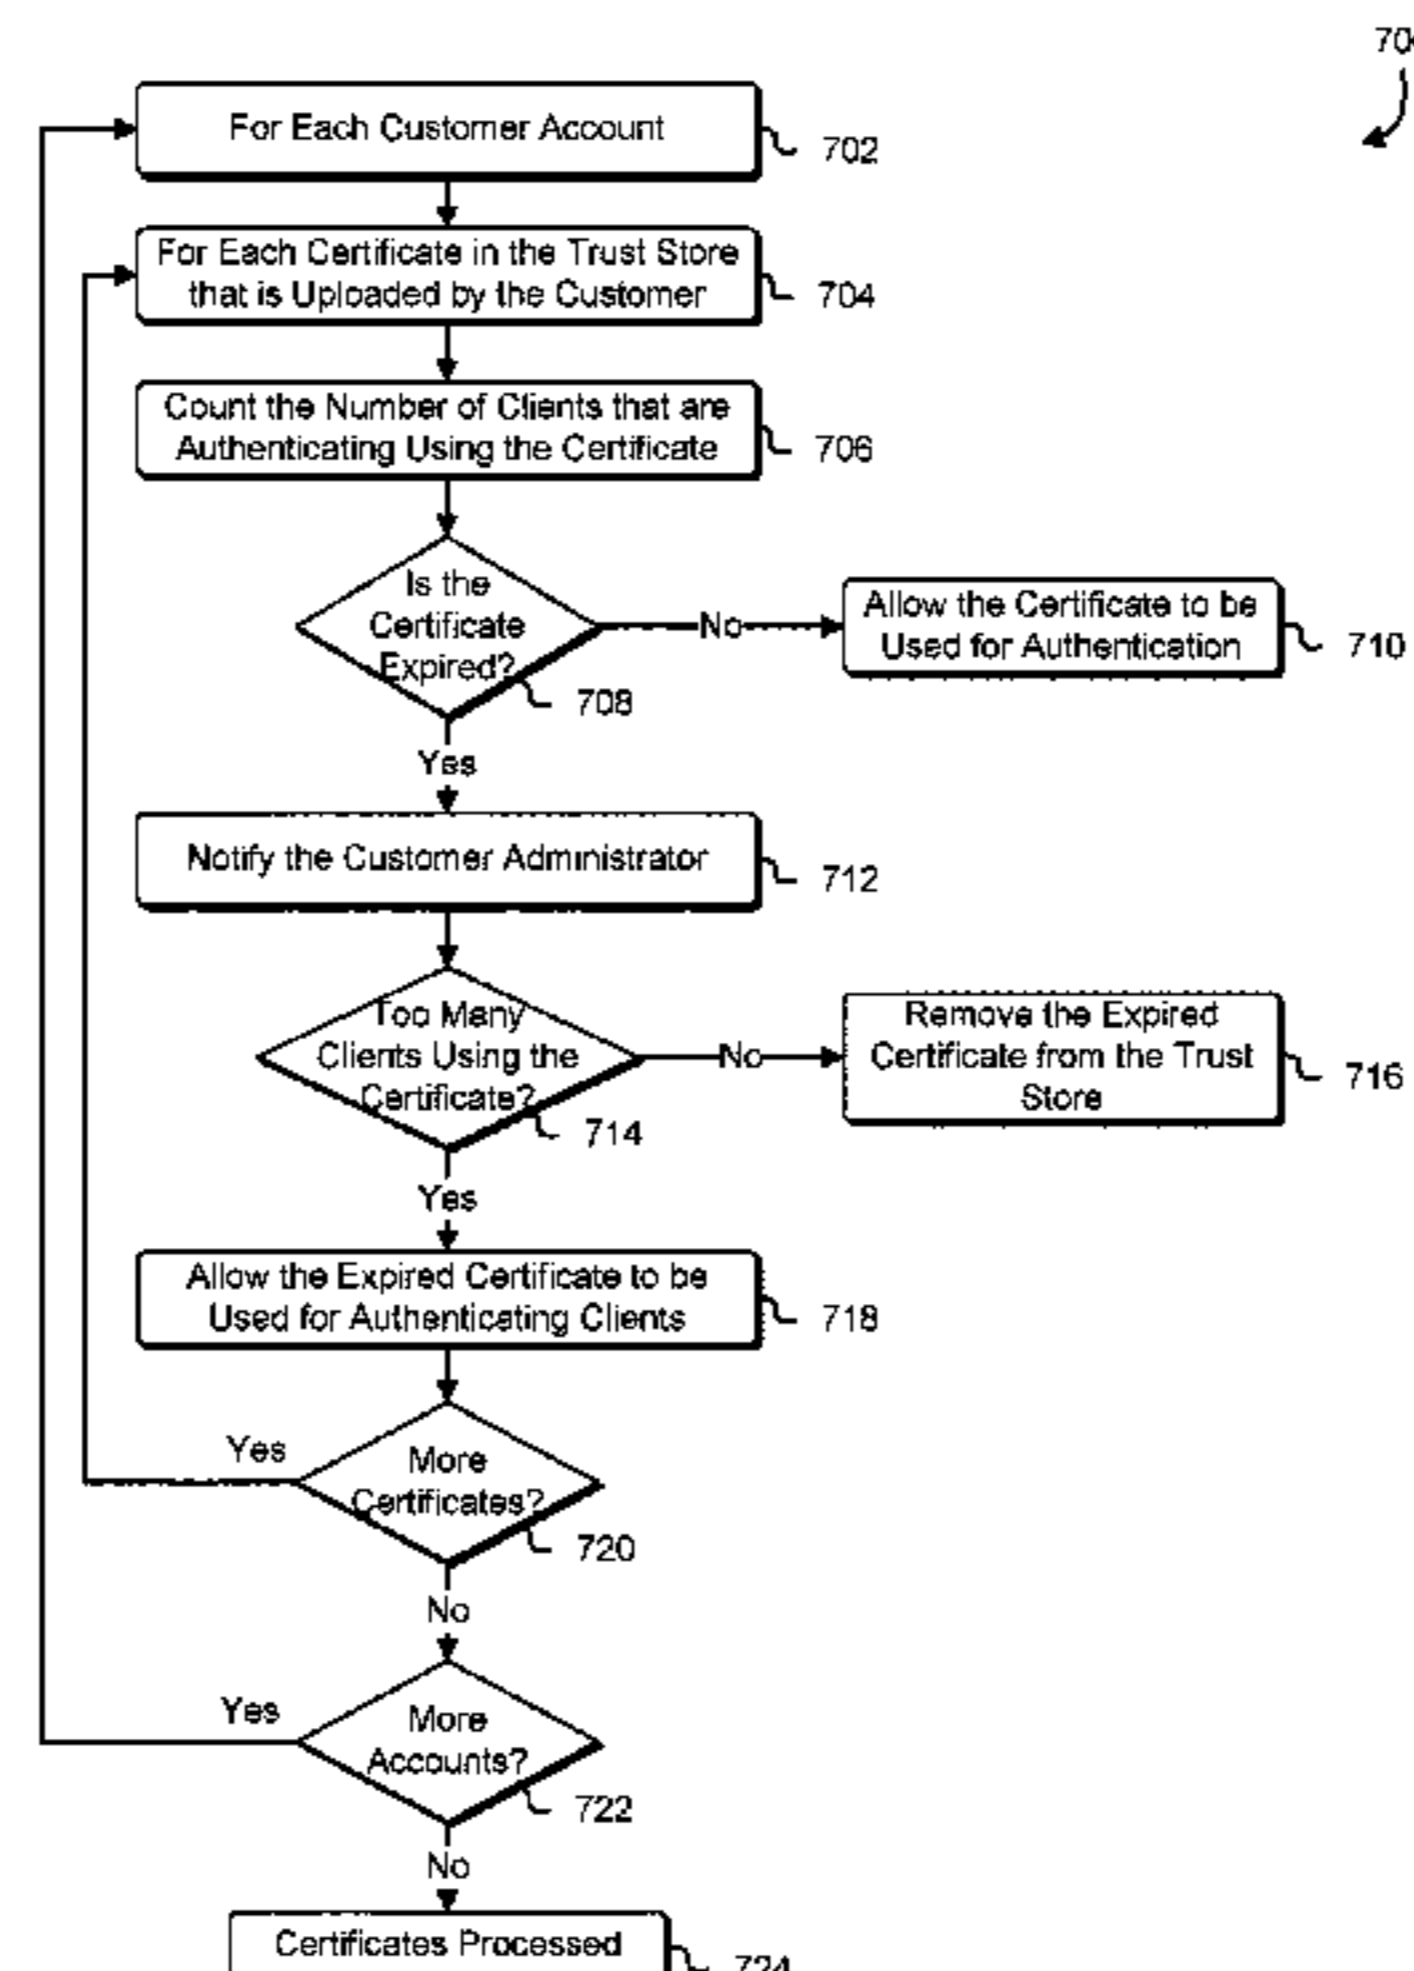 For Each Customer Account
702
For Each Certificate in the Trust Store
that is Uploaded by the Customer
704
Count the Number of Clients that are
Authenticating Using the Certificate
706
Is the
Certificate
Expired?
708
No
Allow the Certificate to be
Used for Authentication
710
Yes
Notify the Customer Administrator
712
Too Many
Clients Using the
Certificate?
714
No
Remove the Expired
Certificate from the Trust
Store
716
Yes
Allow the Expired Certificate to be
Used for Authenticating Clients
718
More
Certificates?
720
Yes
No
More
Accounts?
722
Yes
No
Certificates Processed
724